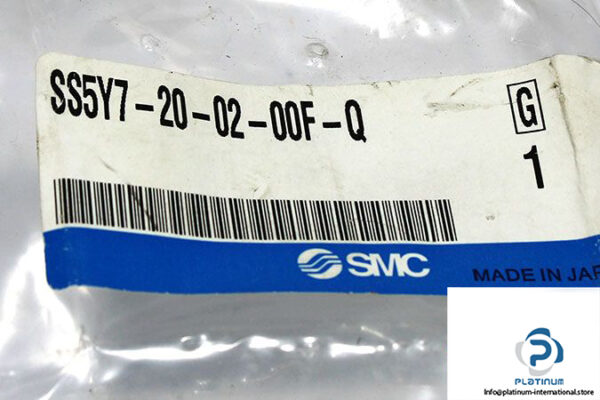 SS5Y7-20-02-00F-Q
G
1
SMC
MADE IN JAP
PLATINUM
Info@platinum-international.store